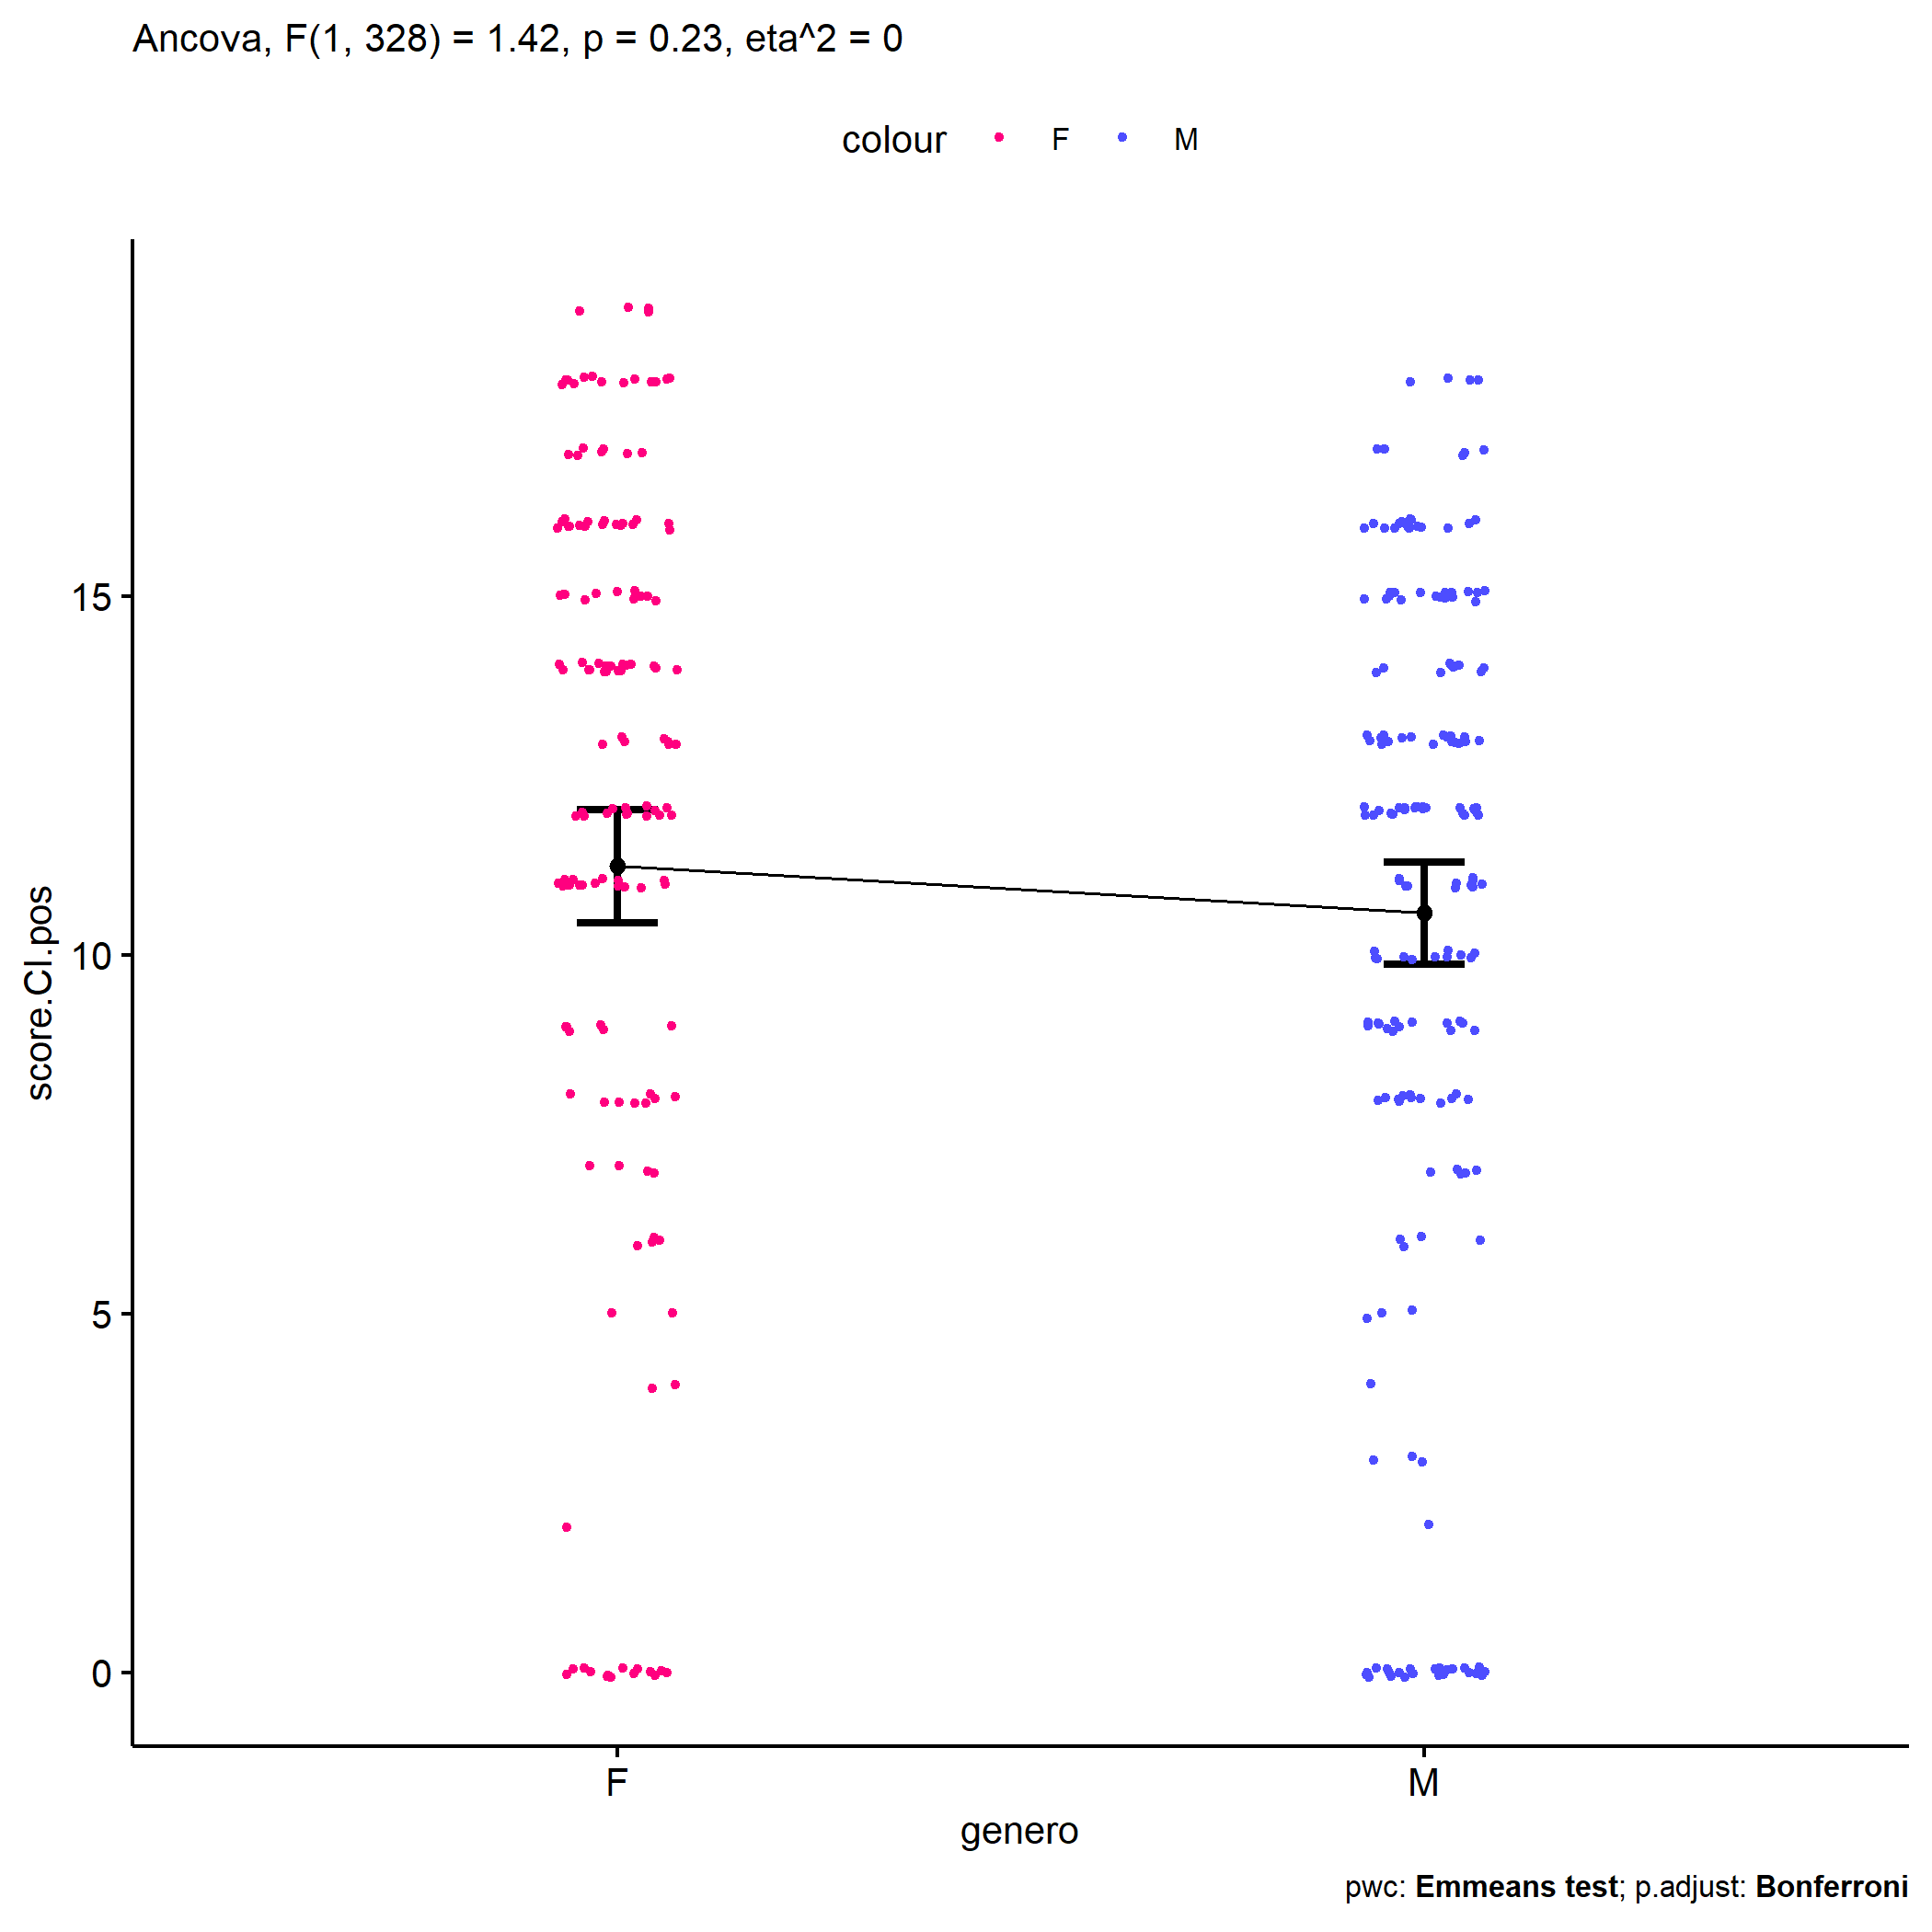 Ancova, F(1, 328) = 1.42, p = 0.23, eta^2 = 0
colour F M
score.CI.pos
15
10
5
0
F M
genero
pwc: Emmeans test; p.adjust: Bonferroni